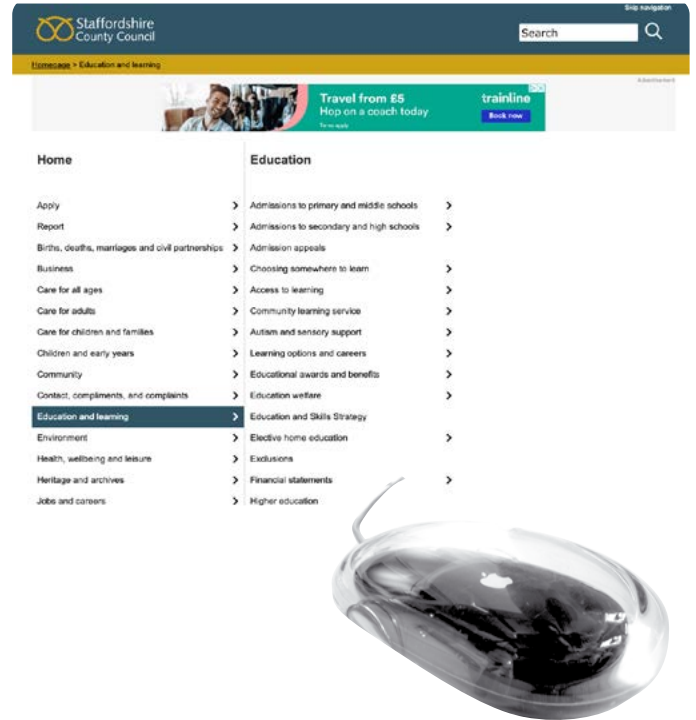 Skip navigation
Staffordshire
County Council
Search
Homepage > Education and learning
Advertisement
Travel from £5
Hop on a coach today
trainline
Book now
Home
Education
Apply
Admissions to primary and middle schools
Report
Admissions to secondary and high schools
Births, deaths, marriages and civil partnerships
Admission appeals
Business
Choosing somewhere to learn
Care for all ages
Access to learning
Care for adults
Community learning service
Care for children and families
Autism and sensory support
Children and early years
Learning options and careers
Community
Educational awards and benefits
Contact, compliments, and complaints
Education welfare
Education and learning
Education and Skills Strategy
Environment
Elective home education
Health, wellbeing and leisure
Exclusions
Heritage and archives
Financial statements
Jobs and careers
Higher education